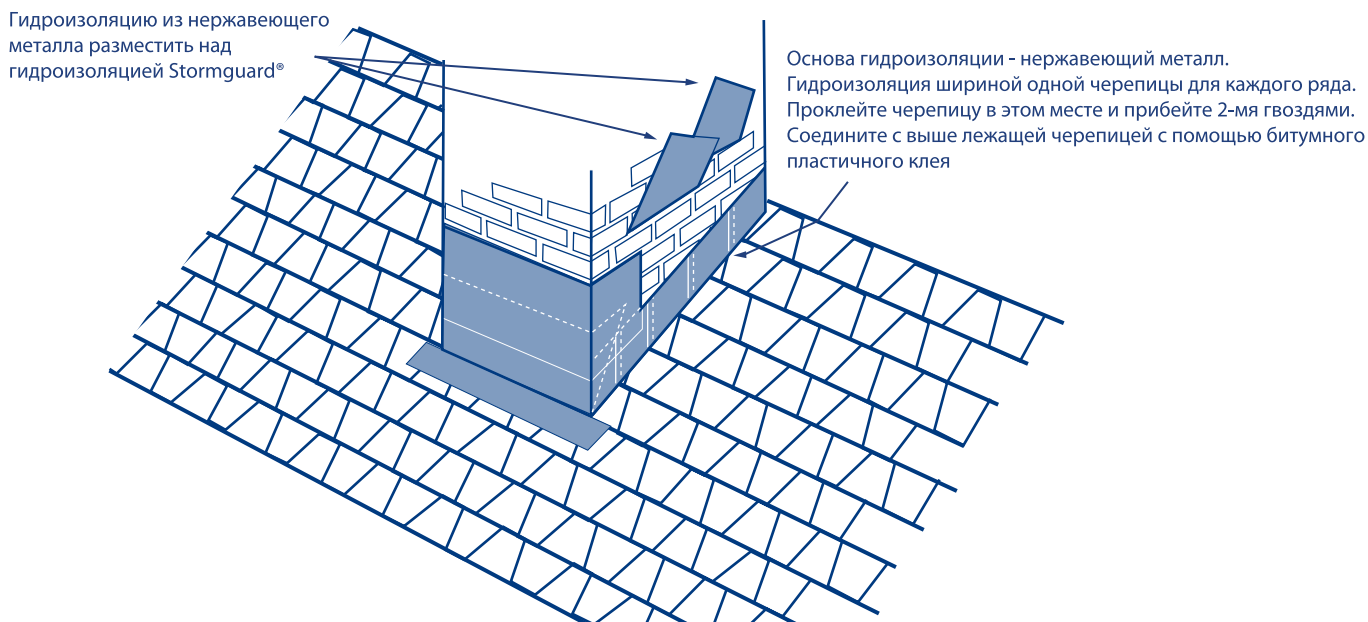 Гидроизоляцию из нержавеющего
металла разместить над
гидроизоляцией Stormguard®
Основа гидроизоляции - нержавеющий металл.
Гидроизоляция шириной одной черепицы для каждого ряда.
Проклейте черепицу в этом месте и прибейте 2-мя гвоздями.
Соедините с выше лежащей черепицей с помощью битумного
пластичного клея